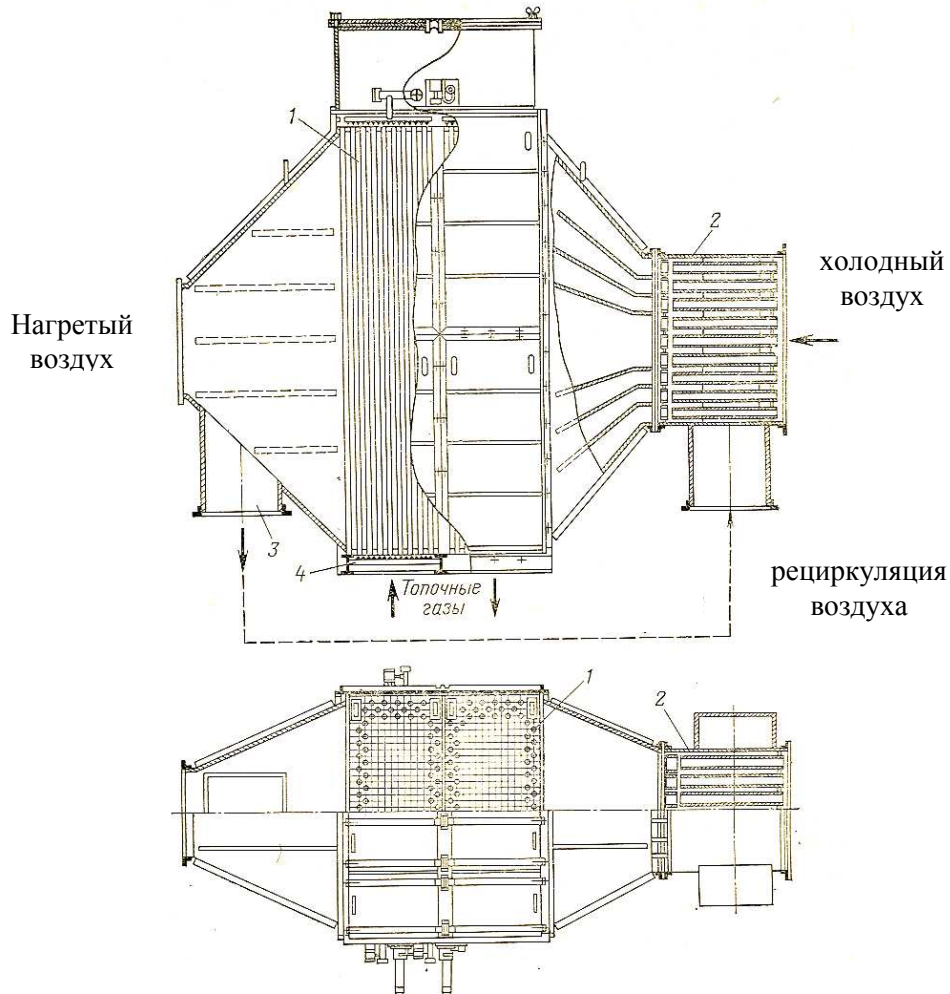 1
2
холодный
воздух
Нагретый
воздух
3
4
Топочные
газы
рециркуляция
воздуха
1
2